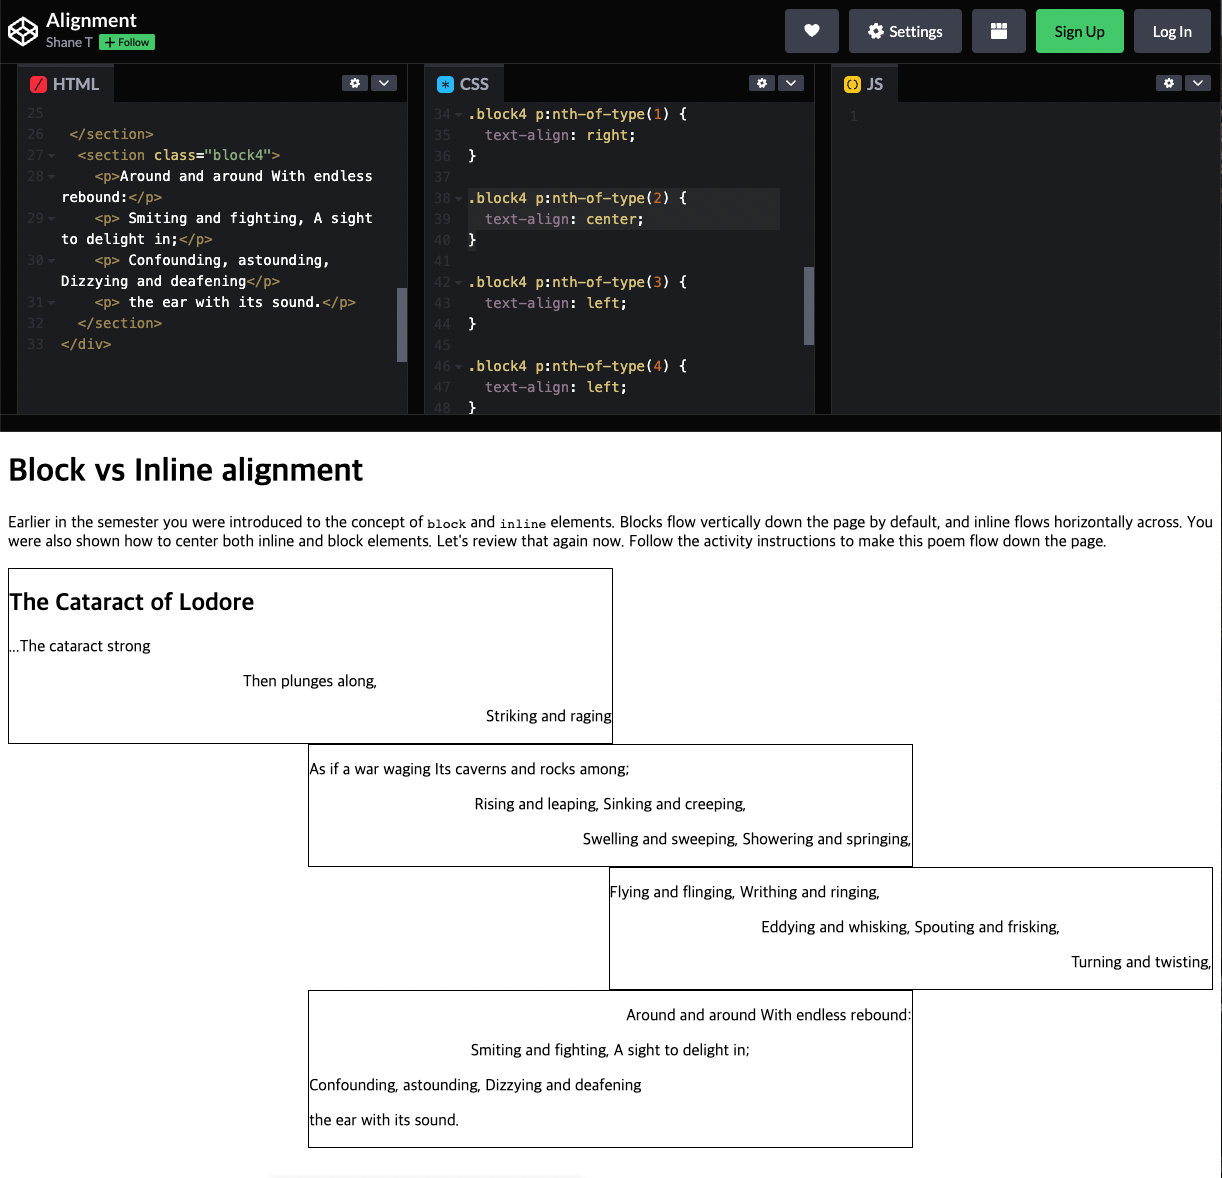 Alignment
Shane T + Follow
Settings
Sign Up
Log In
HTML
25
26 </section>
27 <section class="block4">
28 <p>Around and around With endless
rebound:</p>
29 <p> Smiting and fighting, A sight
to delight in;</p>
30 <p> Confounding, astounding,
Dizzying and deafening</p>
31 <p> the ear with its sound.</p>
32 </section>
33 </div>
CSS
34 .block4 p:nth-of-type(1) {
35 text-align: right;
36 }
37
38 .block4 p:nth-of-type(2) {
39 text-align: center;
40 }
41
42 .block4 p:nth-of-type(3) {
43 text-align: left;
44 }
45
46 .block4 p:nth-of-type(4) {
47 text-align: left;
48 }
JS
1
Block vs Inline alignment
Earlier in the semester you were introduced to the concept of block and inline elements. Blocks flow vertically down the page by default, and inline flows horizontally across. You
were also shown how to center both inline and block elements. Let's review that again now. Follow the activity instructions to make this poem flow down the page.
The Cataract of Lodore
...The cataract strong
Then plunges along,
Striking and raging
As if a war waging Its caverns and rocks among;
Rising and leaping, Sinking and creeping,
Swelling and sweeping, Showering and springing,
Flying and flinging, Writhing and ringing,
Eddying and whisking, Spouting and frisking,
Turning and twisting,
Around and around With endless rebound:
Smiting and fighting, A sight to delight in;
Confounding, astounding, Dizzying and deafening
the ear with its sound.